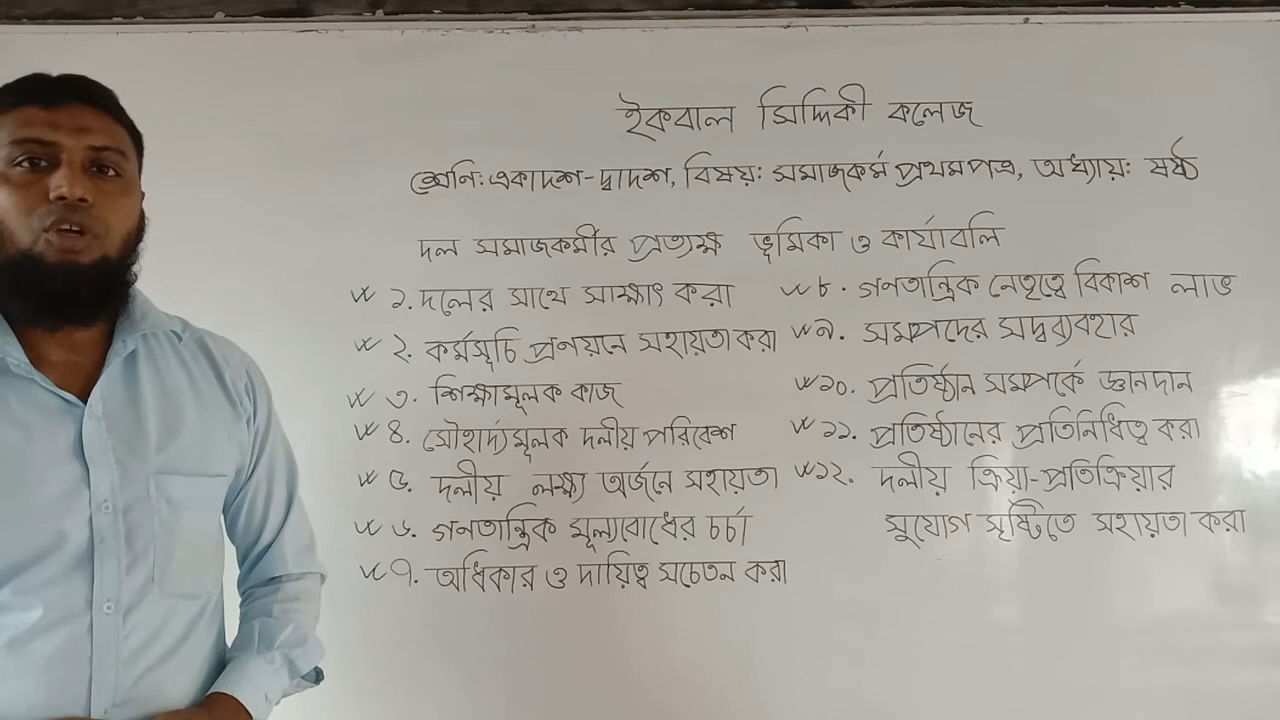 ইকবাল সিদ্দিকী কলেজ
শ্রেনি: একাদশ-দ্বাদশ, বিষয়: সমাজকর্ম প্রথমপত্র, অধ্যায়: ষষ্ঠ
দল সমাজকর্মীর প্রত্যক্ষ ভূমিকা ও কার্যাবলি
১. দলের সাথে সাক্ষাৎ করা
২. কর্মসূচি প্রণয়নে সহায়তা করা
৩. শিক্ষামূলক কাজ
৪. সৌহার্দ্যমূলক দলীয় পরিবেশ
৫. দলীয় লক্ষ্য অর্জনে সহায়তা
৬. গনতান্ত্রিক মূল্যবোধের চর্চা
৭. অধিকার ও দায়িত্ব সচেতন করা
৮. গনতান্ত্রিক নেতৃত্বে বিকাশ লাভ
৯. সম্পদের সদ্বব্যবহার
১০. প্রতিষ্ঠান সম্পর্কে জ্ঞানদান
১১. প্রতিষ্ঠানের প্রতিনিধিত্ব করা
১২. দলীয় ক্রিয়া-প্রতিক্রিয়ার
সুযোগ সৃষ্টিতে সহায়তা করা